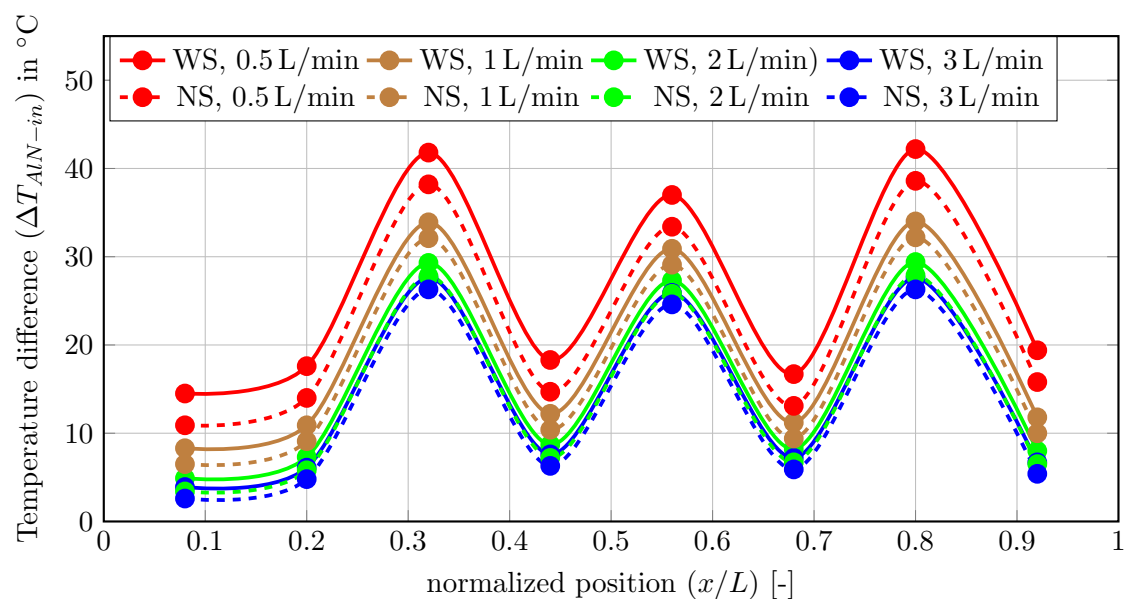 Temperature difference (ΔT_{AlN−in}) in °C
WS, 0.5 L/min WS, 1 L/min WS, 2 L/min) WS, 3 L/min
NS, 0.5 L/min NS, 1 L/min NS, 2 L/min NS, 3 L/min
50
40
30
20
10
0
0 0.1 0.2 0.3 0.4 0.5 0.6 0.7 0.8 0.9 1
normalized position (x/L) [-]